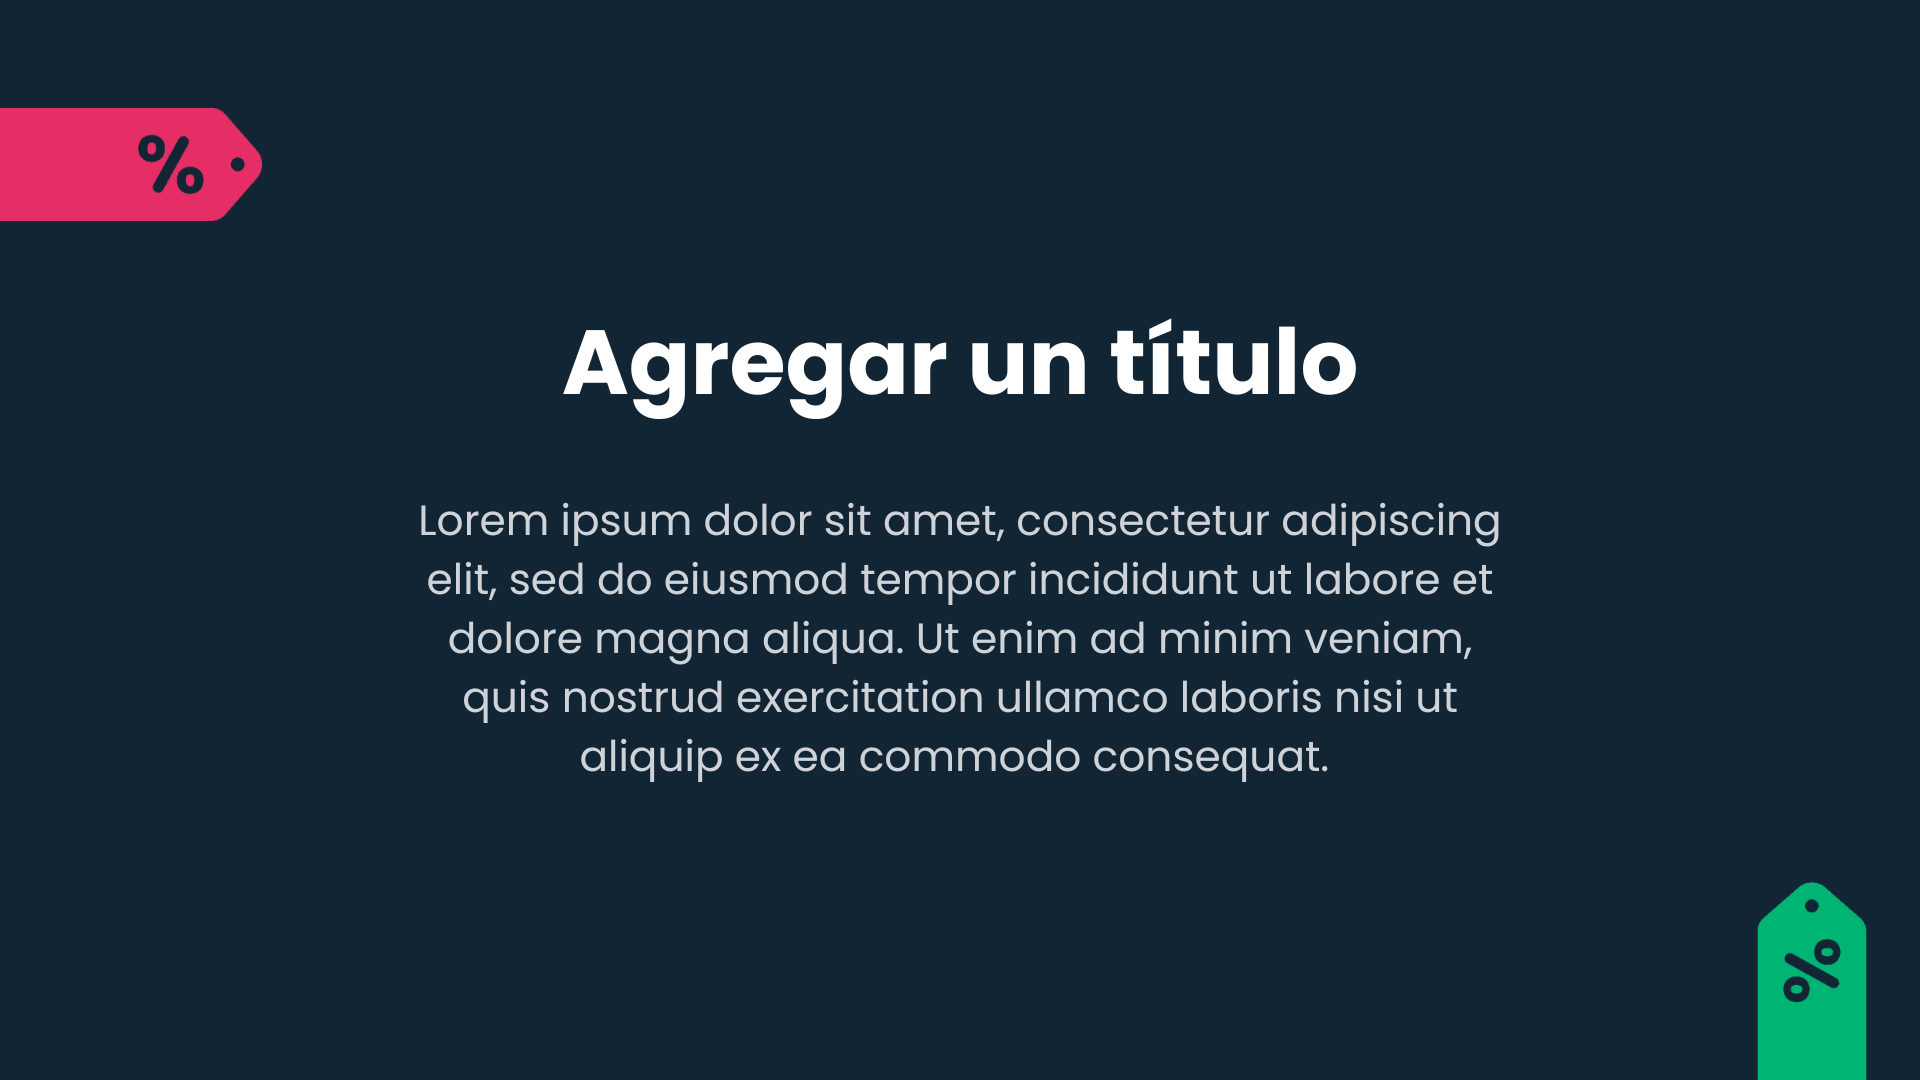 %
Agregar un título
Lorem ipsum dolor sit amet, consectetur adipiscing
elit, sed do eiusmod tempor incididunt ut labore et
dolore magna aliqua. Ut enim ad minim veniam,
quis nostrud exercitation ullamco laboris nisi ut
aliquip ex ea commodo consequat.
%